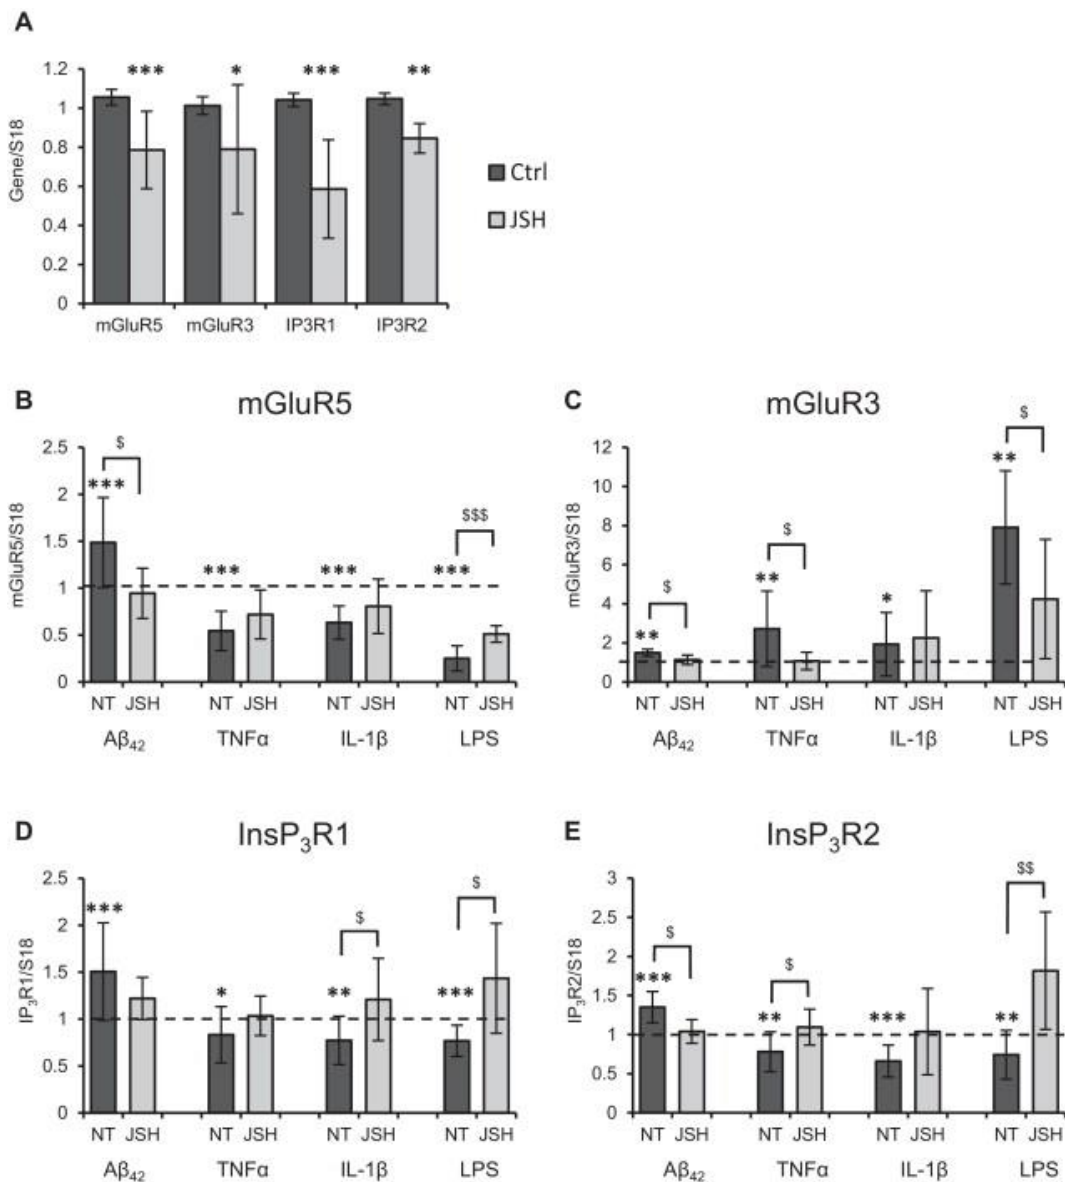 A
*** * *** **
1.2
1
0.8
0.6
0.4
0.2
0
Gene/S18
mGluR5 mGluR3 IP3R1 IP3R2
Ctrl
JSH
B mGluR5
2.5
2
1.5
1
0.5
0
mGluR5/S18
$
***
***
***
$$$
***
NT JSH NT JSH NT JSH NT JSH
Aβ₄₂ TNFα IL-1β LPS
C mGluR3
12
10
8
6
4
2
0
mGluR3/S18
$
**
$
**
*
$
**
NT JSH NT JSH NT JSH NT JSH
Aβ₄₂ TNFα IL-1β LPS
D InsP₃R1
2.5
2
1.5
1
0.5
0
IP₃R1/S18
***
*
$
**
$
***
NT JSH NT JSH NT JSH NT JSH
Aβ₄₂ TNFα IL-1β LPS
E InsP₃R2
3
2.5
2
1.5
1
0.5
0
IP₃R2/S18
$
***
$
**
***
$$
**
NT JSH NT JSH NT JSH NT JSH
Aβ₄₂ TNFα IL-1β LPS